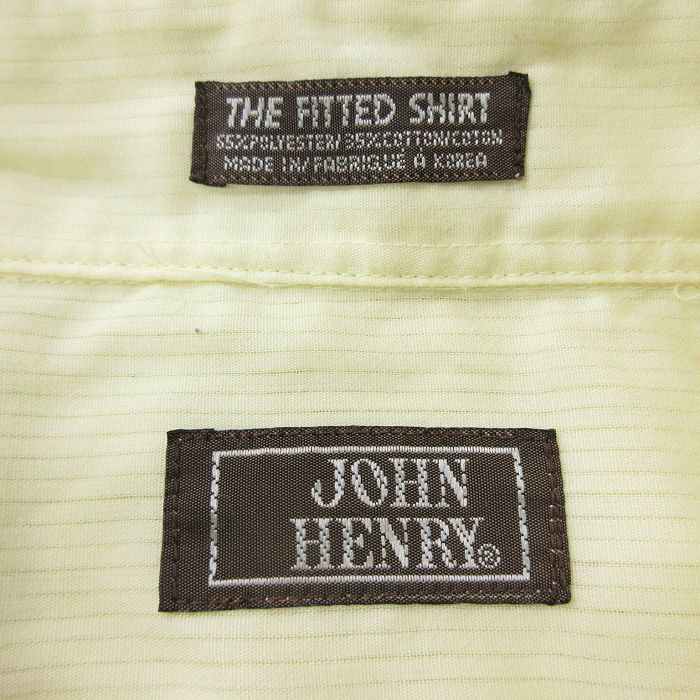 THE FITTED SHIRT
65%POLYESTER/ 35%COTTON/COTON
MADE IN/FABRIQUE A KOREA
JOHN
HENRY®